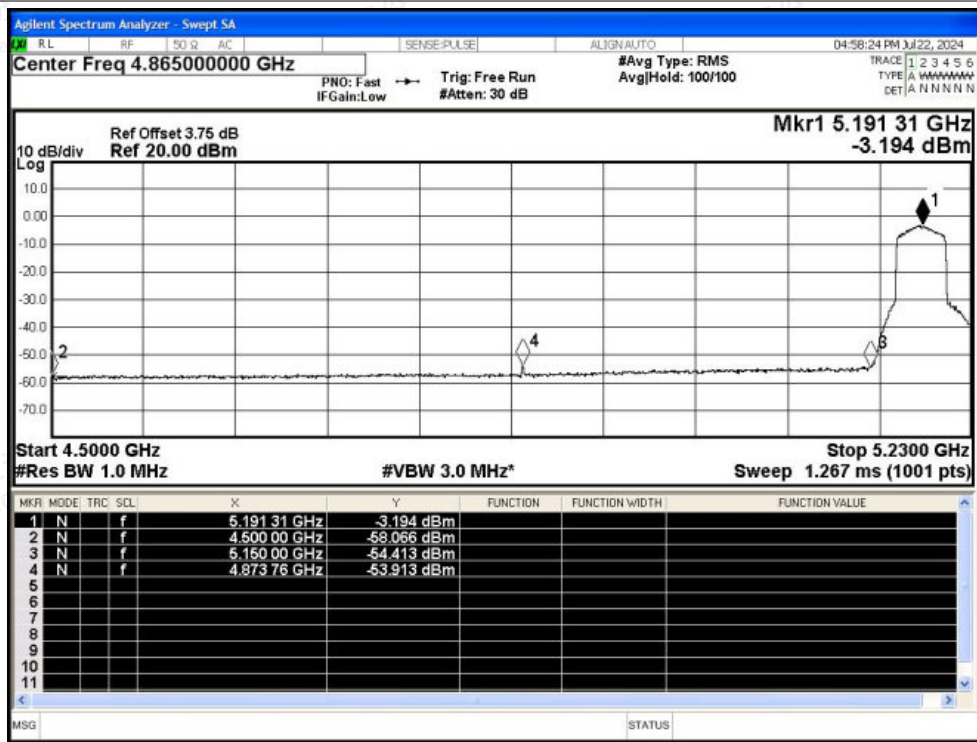 Agilent Spectrum Analyzer - Swept SA
LXI RL RF 50 Ω AC SENSE:PULSE ALIGNAUTO 04:58:24 PM Jul 22, 2024
Center Freq 4.865000000 GHz
PNO: Fast
IFGain:Low
Trig: Free Run
#Atten: 30 dB
#Avg Type: RMS
Avg|Hold: 100/100
TRACE 1 2 3 4 5 6
TYPE A WWWWW
DET A N N N N N
Ref Offset 3.75 dB
10 dB/div Ref 20.00 dBm
Log
Mkr1 5.191 31 GHz
-3.194 dBm
10.0
0.00
-10.0
-20.0
-30.0
-40.0
-50.0
-60.0
-70.0
1
2
4
3
Start 4.5000 GHz Stop 5.2300 GHz
#Res BW 1.0 MHz #VBW 3.0 MHz* Sweep 1.267 ms (1001 pts)
MKR MODE TRC SCL X Y FUNCTION FUNCTION WIDTH FUNCTION VALUE
1 N f 5.191 31 GHz -3.194 dBm
2 N f 4.500 00 GHz -58.066 dBm
3 N f 5.150 00 GHz -54.413 dBm
4 N f 4.873 76 GHz -53.913 dBm
5
6
7
8
9
10
11
MSG STATUS